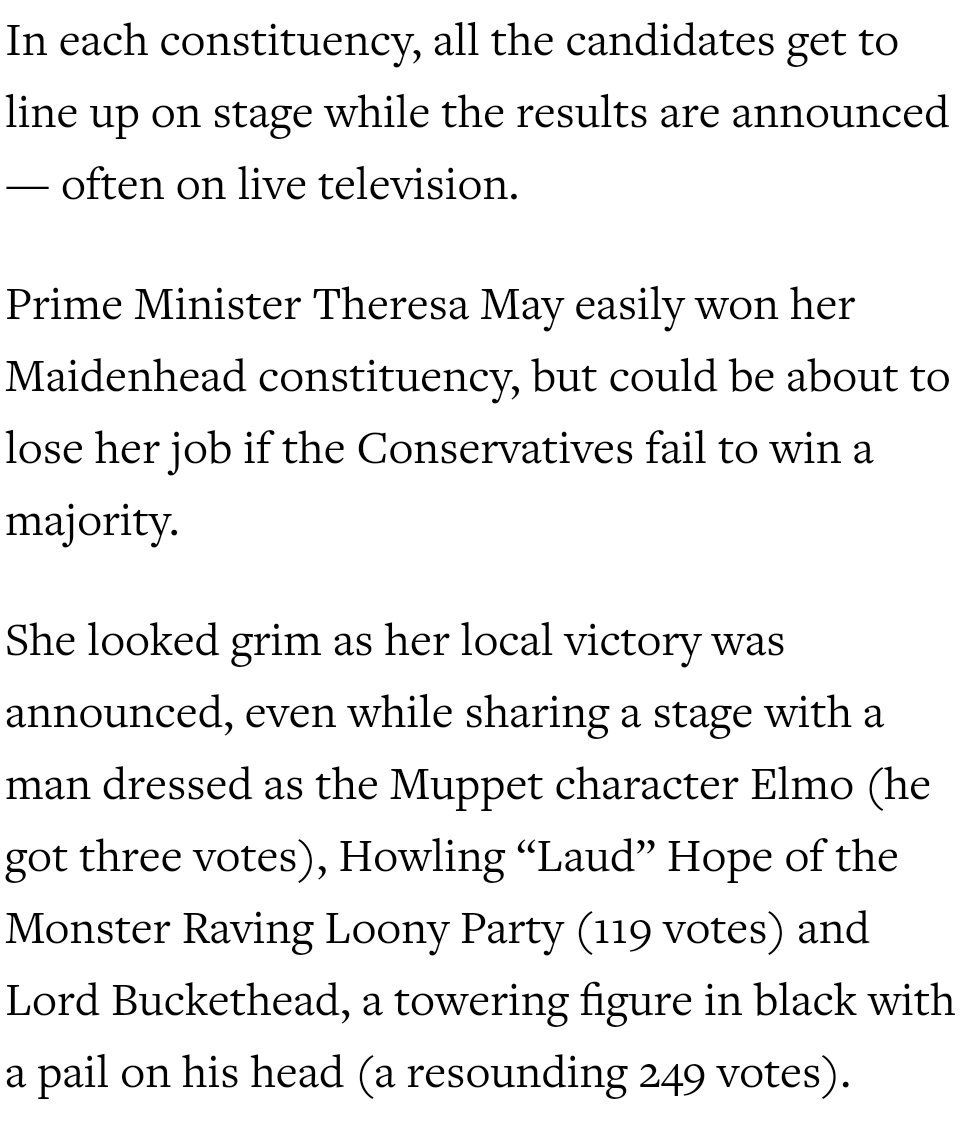 In each constituency, all the candidates get to
line up on stage while the results are announced
— often on live television.
Prime Minister Theresa May easily won her
Maidenhead constituency, but could be about to
lose her job if the Conservatives fail to win a
majority.
She looked grim as her local victory was
announced, even while sharing a stage with a
man dressed as the Muppet character Elmo (he
got three votes), Howling “Laud” Hope of the
Monster Raving Loony Party (119 votes) and
Lord Buckethead, a towering figure in black with
a pail on his head (a resounding 249 votes).